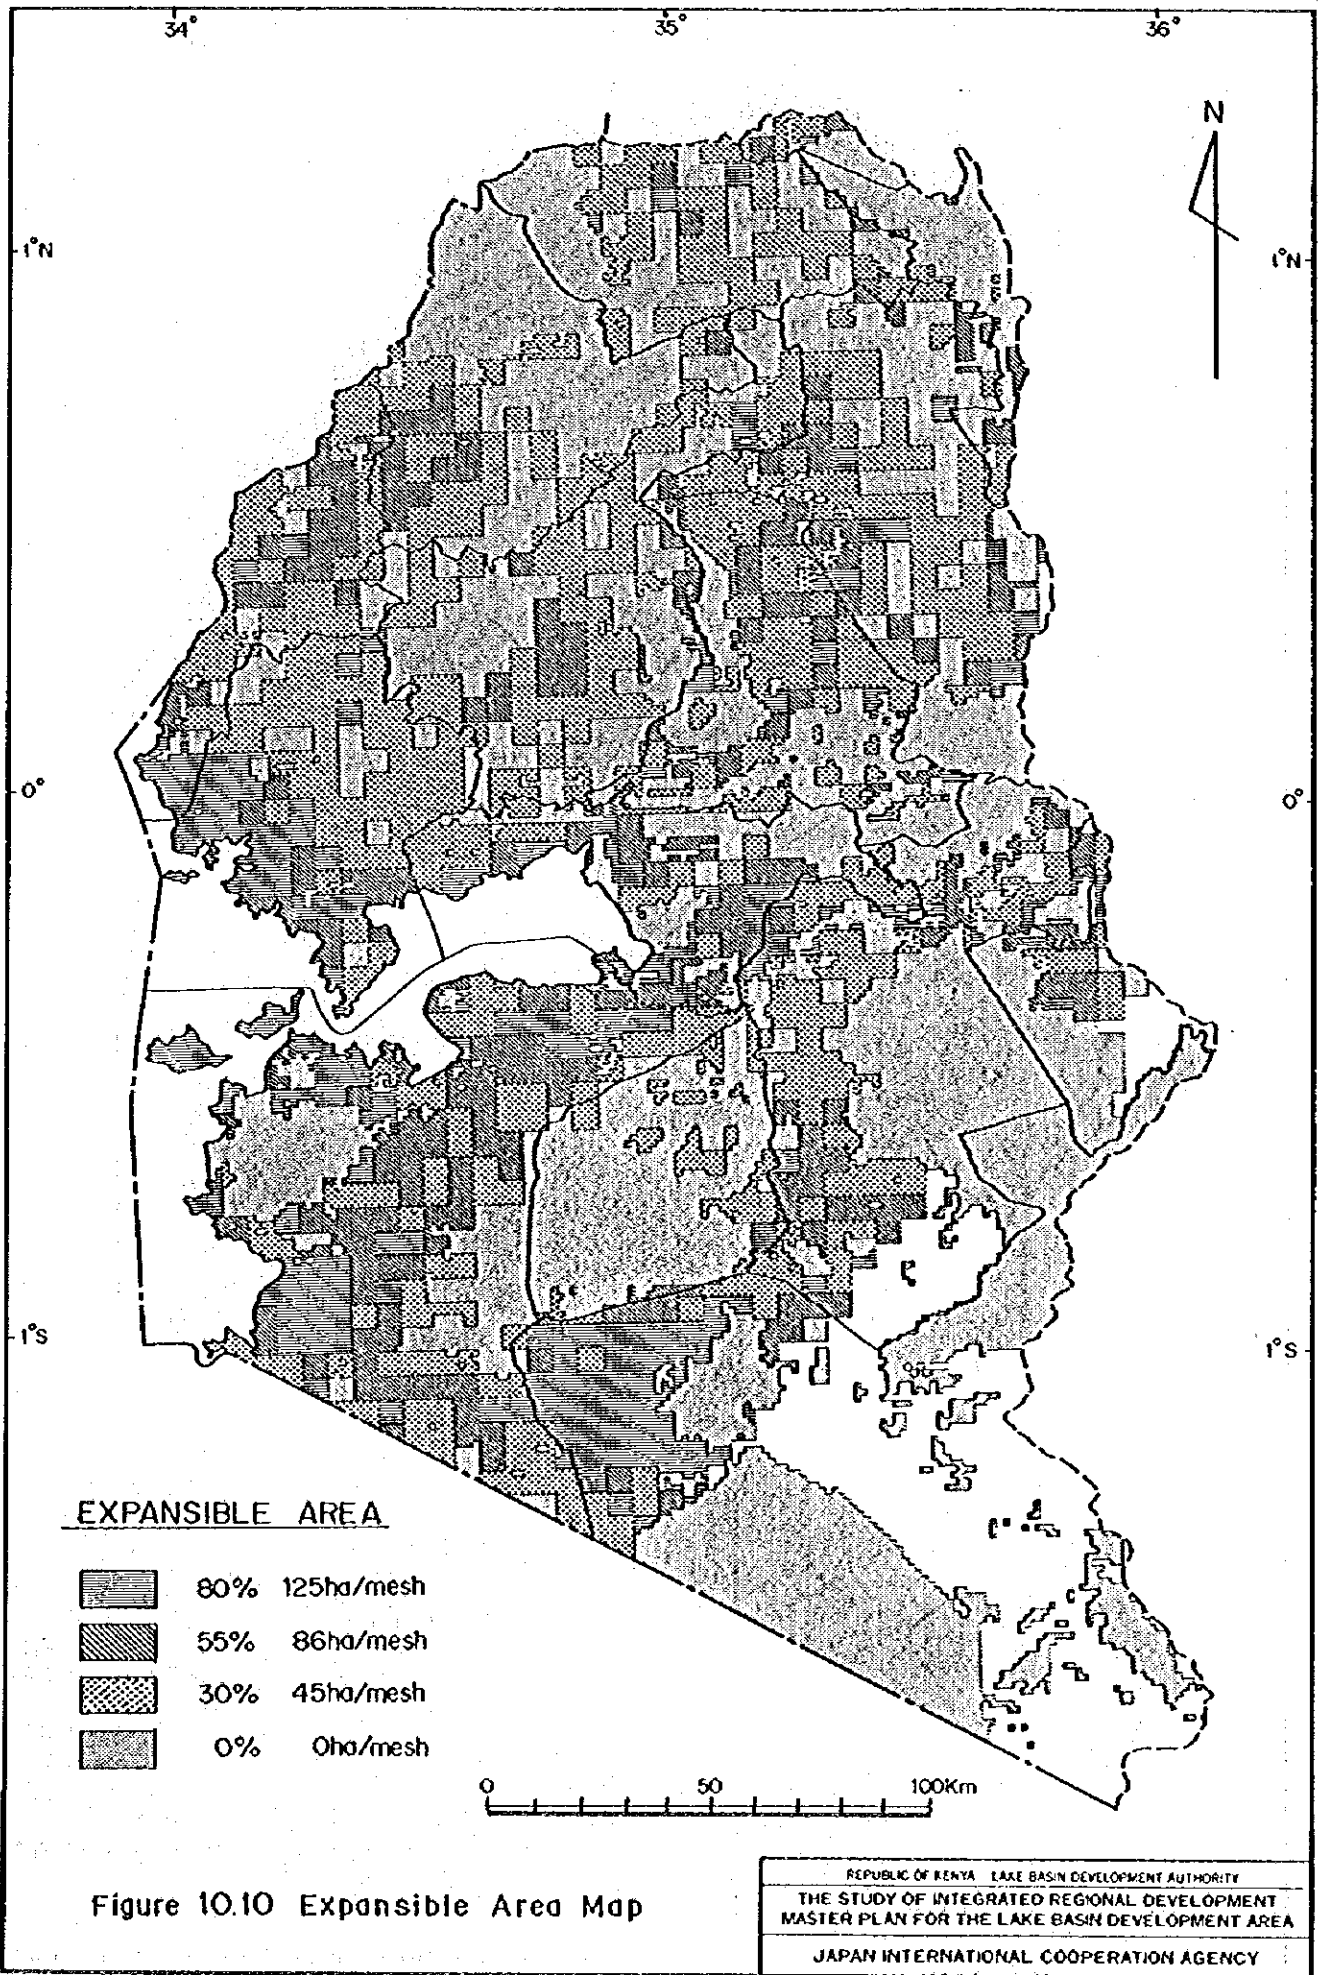 34° 35° 36°
N
1°N 1°N
0° 0°
1°S 1°S
EXPANSIBLE AREA
80% 125ha/mesh
55% 86ha/mesh
30% 45ha/mesh
0% 0ha/mesh
0 50 100Km
Figure 10.10 Expansible Area Map
REPUBLIC OF KENYA LAKE BASIN DEVELOPMENT AUTHORITY
THE STUDY OF INTEGRATED REGIONAL DEVELOPMENT
MASTER PLAN FOR THE LAKE BASIN DEVELOPMENT AREA
JAPAN INTERNATIONAL COOPERATION AGENCY